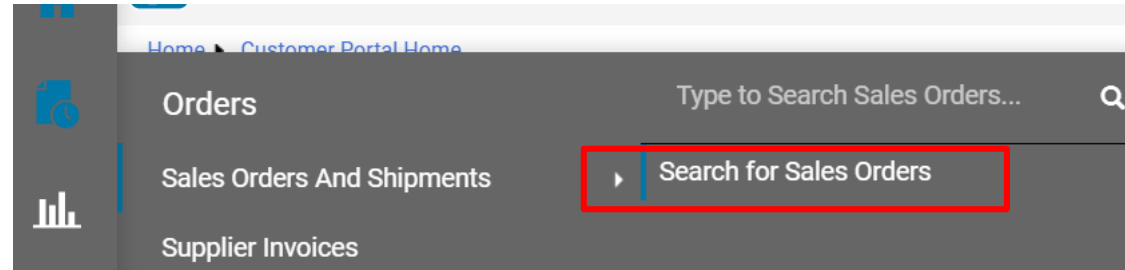 Home ▸ Customer Portal Home
Orders
Type to Search Sales Orders...
Sales Orders And Shipments
Search for Sales Orders
Supplier Invoices